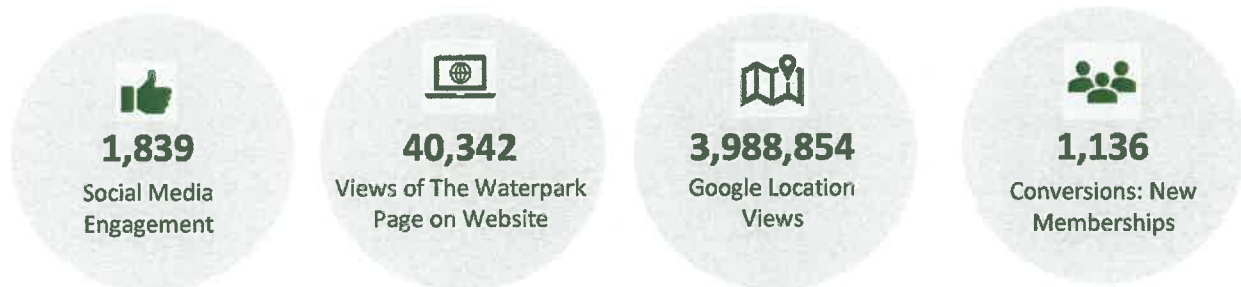 1,839
Social Media
Engagement
40,342
Views of The Waterpark
Page on Website
3,988,854
Google Location
Views
1,136
Conversions: New
Memberships